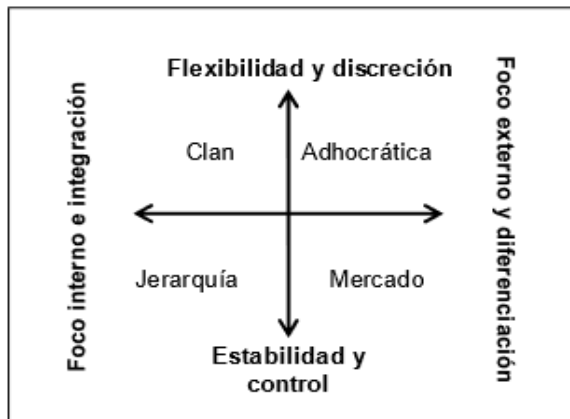 Flexibilidad y discreción
Foco interno e integración
Foco externo y diferenciación
Clan
Adhocrática
Jerarquía
Mercado
Estabilidad y
control